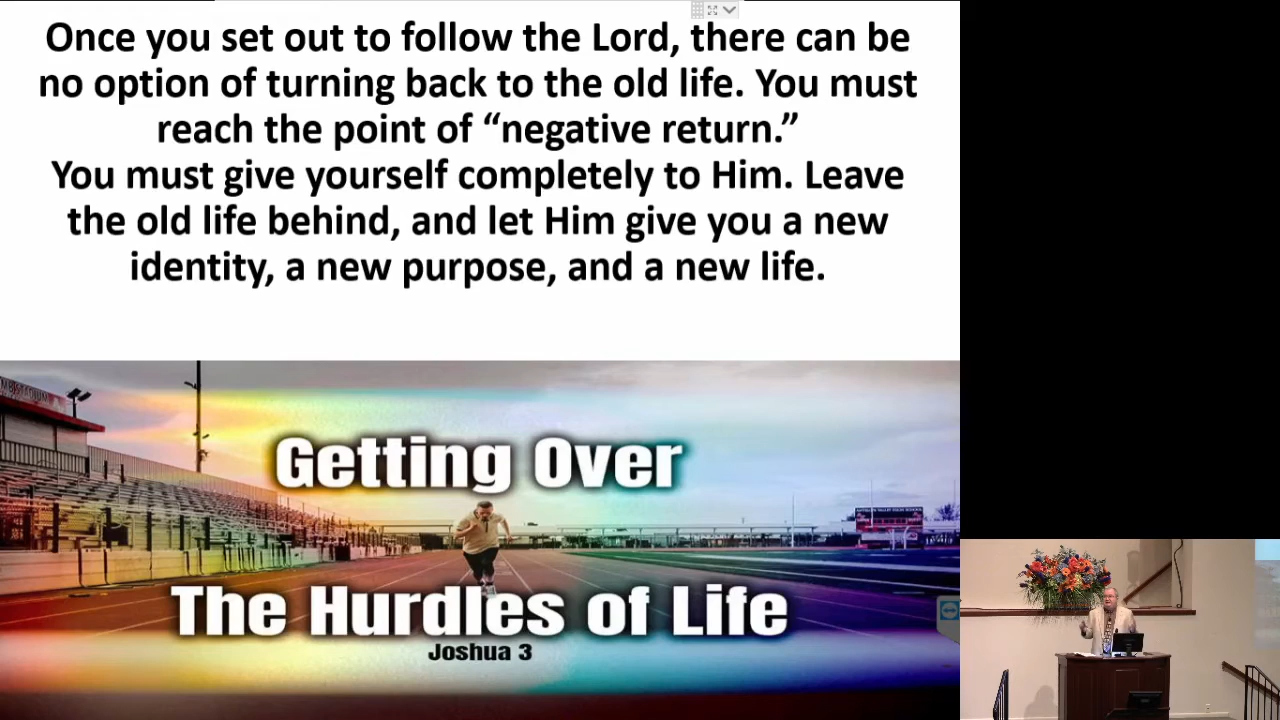 Once you set out to follow the Lord, there can be
no option of turning back to the old life. You must
reach the point of “negative return.”
You must give yourself completely to Him. Leave
the old life behind, and let Him give you a new
identity, a new purpose, and a new life.
Getting Over
The Hurdles of Life
Joshua 3